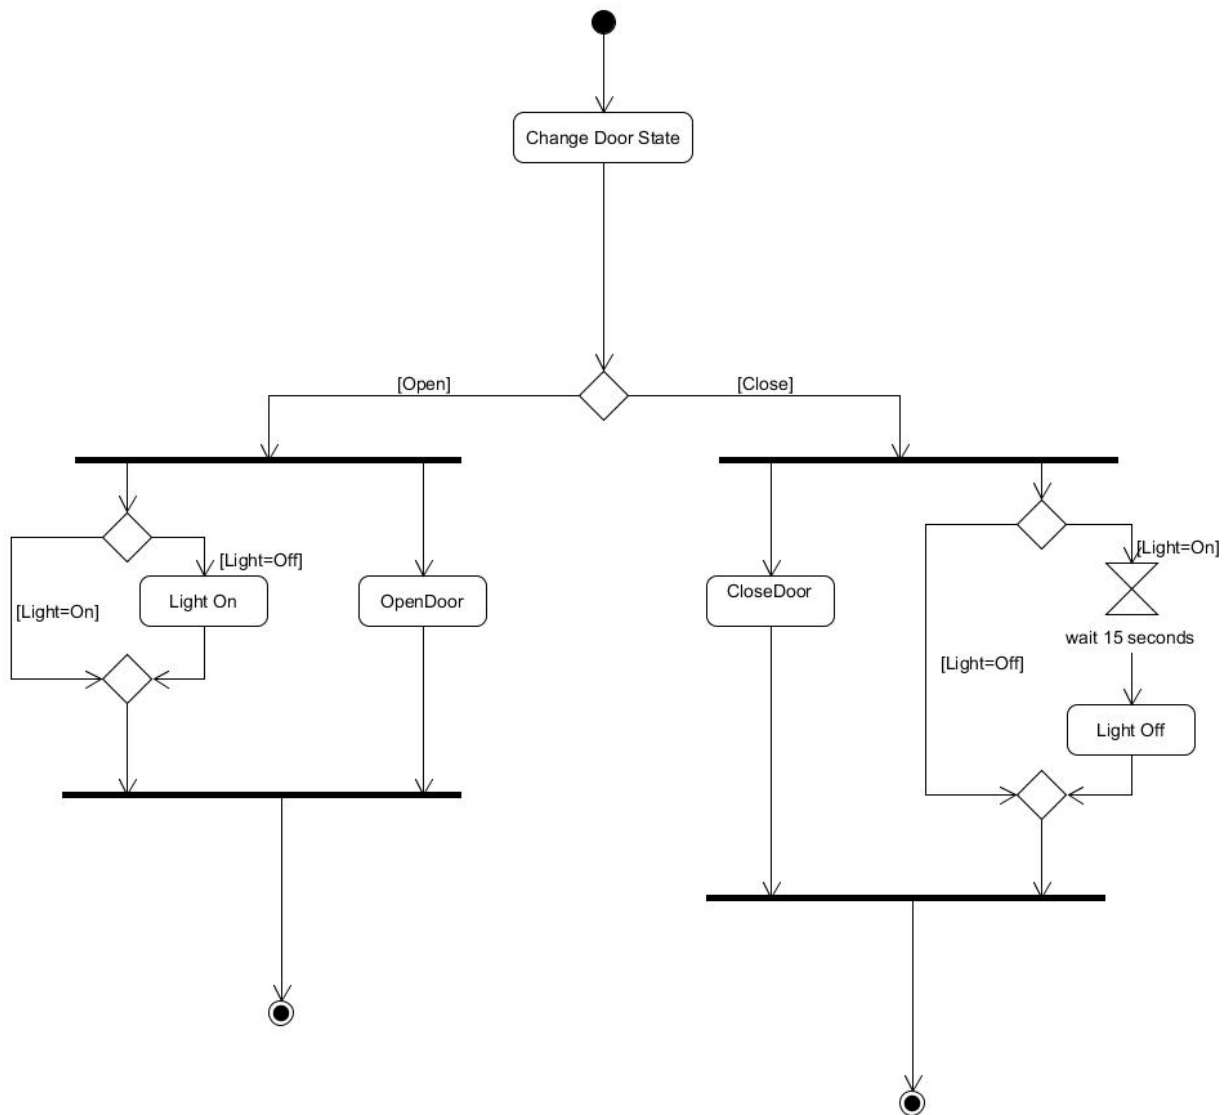 Change Door State
[Open]
[Close]
[Light=Off]
[Light=On]
Light On
OpenDoor
CloseDoor
[Light=On]
wait 15 seconds
[Light=Off]
Light Off